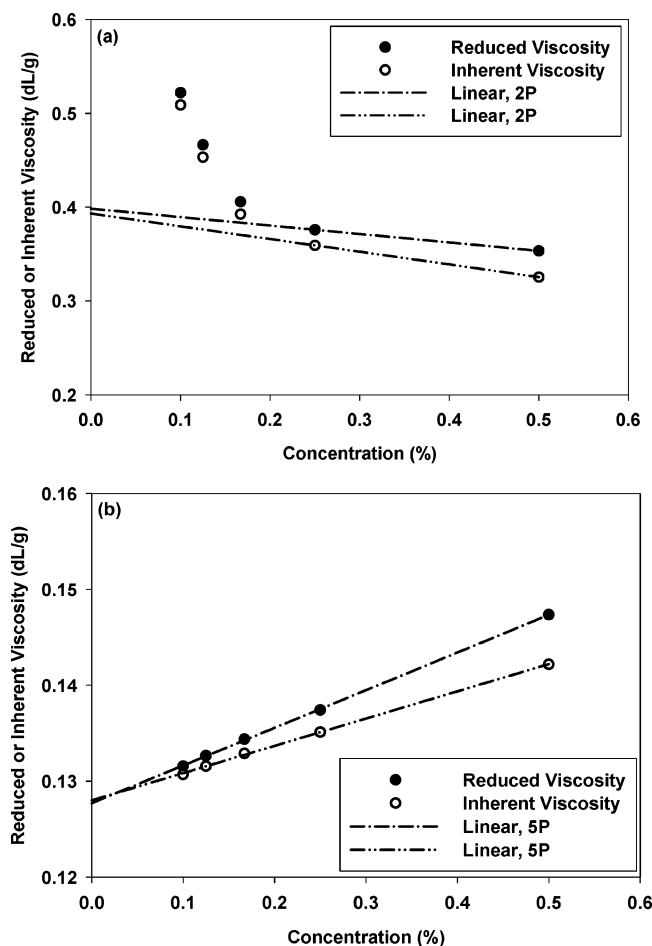 (a)
Reduced Viscosity
Inherent Viscosity
Linear, 2P
Linear, 2P
Reduced or Inherent Viscosity (dL/g)
0.6
0.5
0.4
0.3
0.2
0.0 0.1 0.2 0.3 0.4 0.5 0.6
Concentration (%)
(b)
Reduced or Inherent Viscosity (dL/g)
0.16
0.15
0.14
0.13
0.12
Reduced Viscosity
Inherent Viscosity
Linear, 5P
Linear, 5P
0.0 0.1 0.2 0.3 0.4 0.5 0.6
Concentration (%)